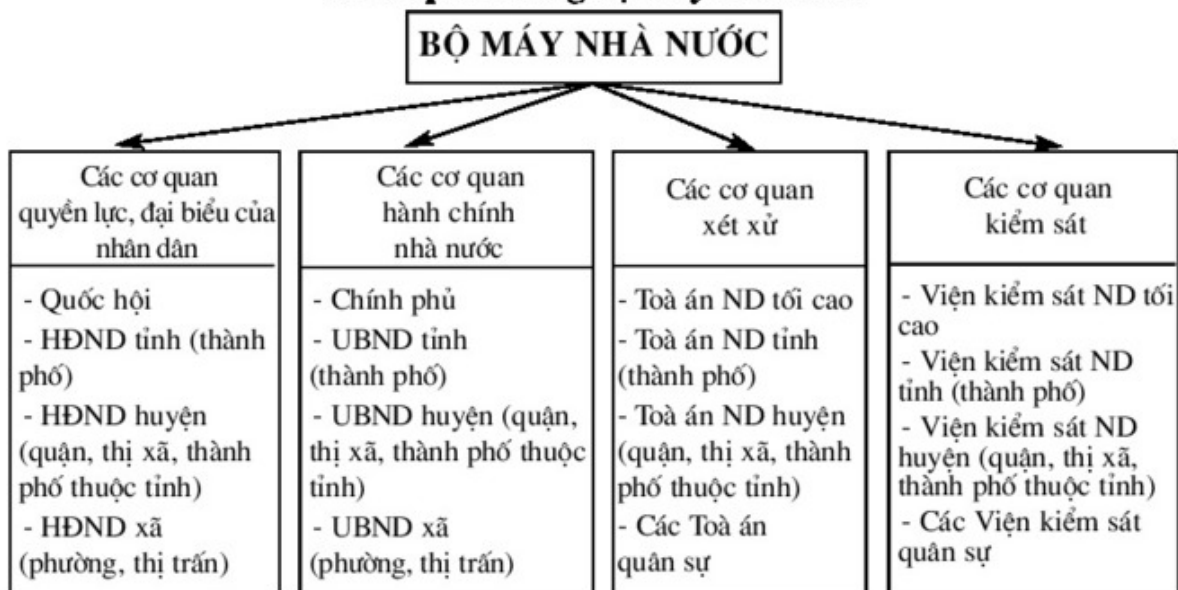 BỘ MÁY NHÀ NƯỚC
Các cơ quan
quyền lực, đại biểu của
nhân dân
- Quốc hội
- HĐND tỉnh (thành
phố)
- HĐND huyện
(quận, thị xã, thành
phố thuộc tỉnh)
- HĐND xã
(phường, thị trấn)
Các cơ quan
hành chính
nhà nước
- Chính phủ
- UBND tỉnh
(thành phố)
- UBND huyện (quận,
thị xã, thành phố thuộc
tỉnh)
- UBND xã
(phường, thị trấn)
Các cơ quan
xét xử
- Toà án ND tối cao
- Toà án ND tỉnh
(thành phố)
- Toà án ND huyện
(quận, thị xã, thành
phố thuộc tỉnh)
- Các Toà án
quân sự
Các cơ quan
kiểm sát
- Viện kiểm sát ND tối
cao
- Viện kiểm sát ND
tỉnh (thành phố)
- Viện kiểm sát ND
huyện (quận, thị xã,
thành phố thuộc tỉnh)
- Các Viện kiểm sát
quân sự